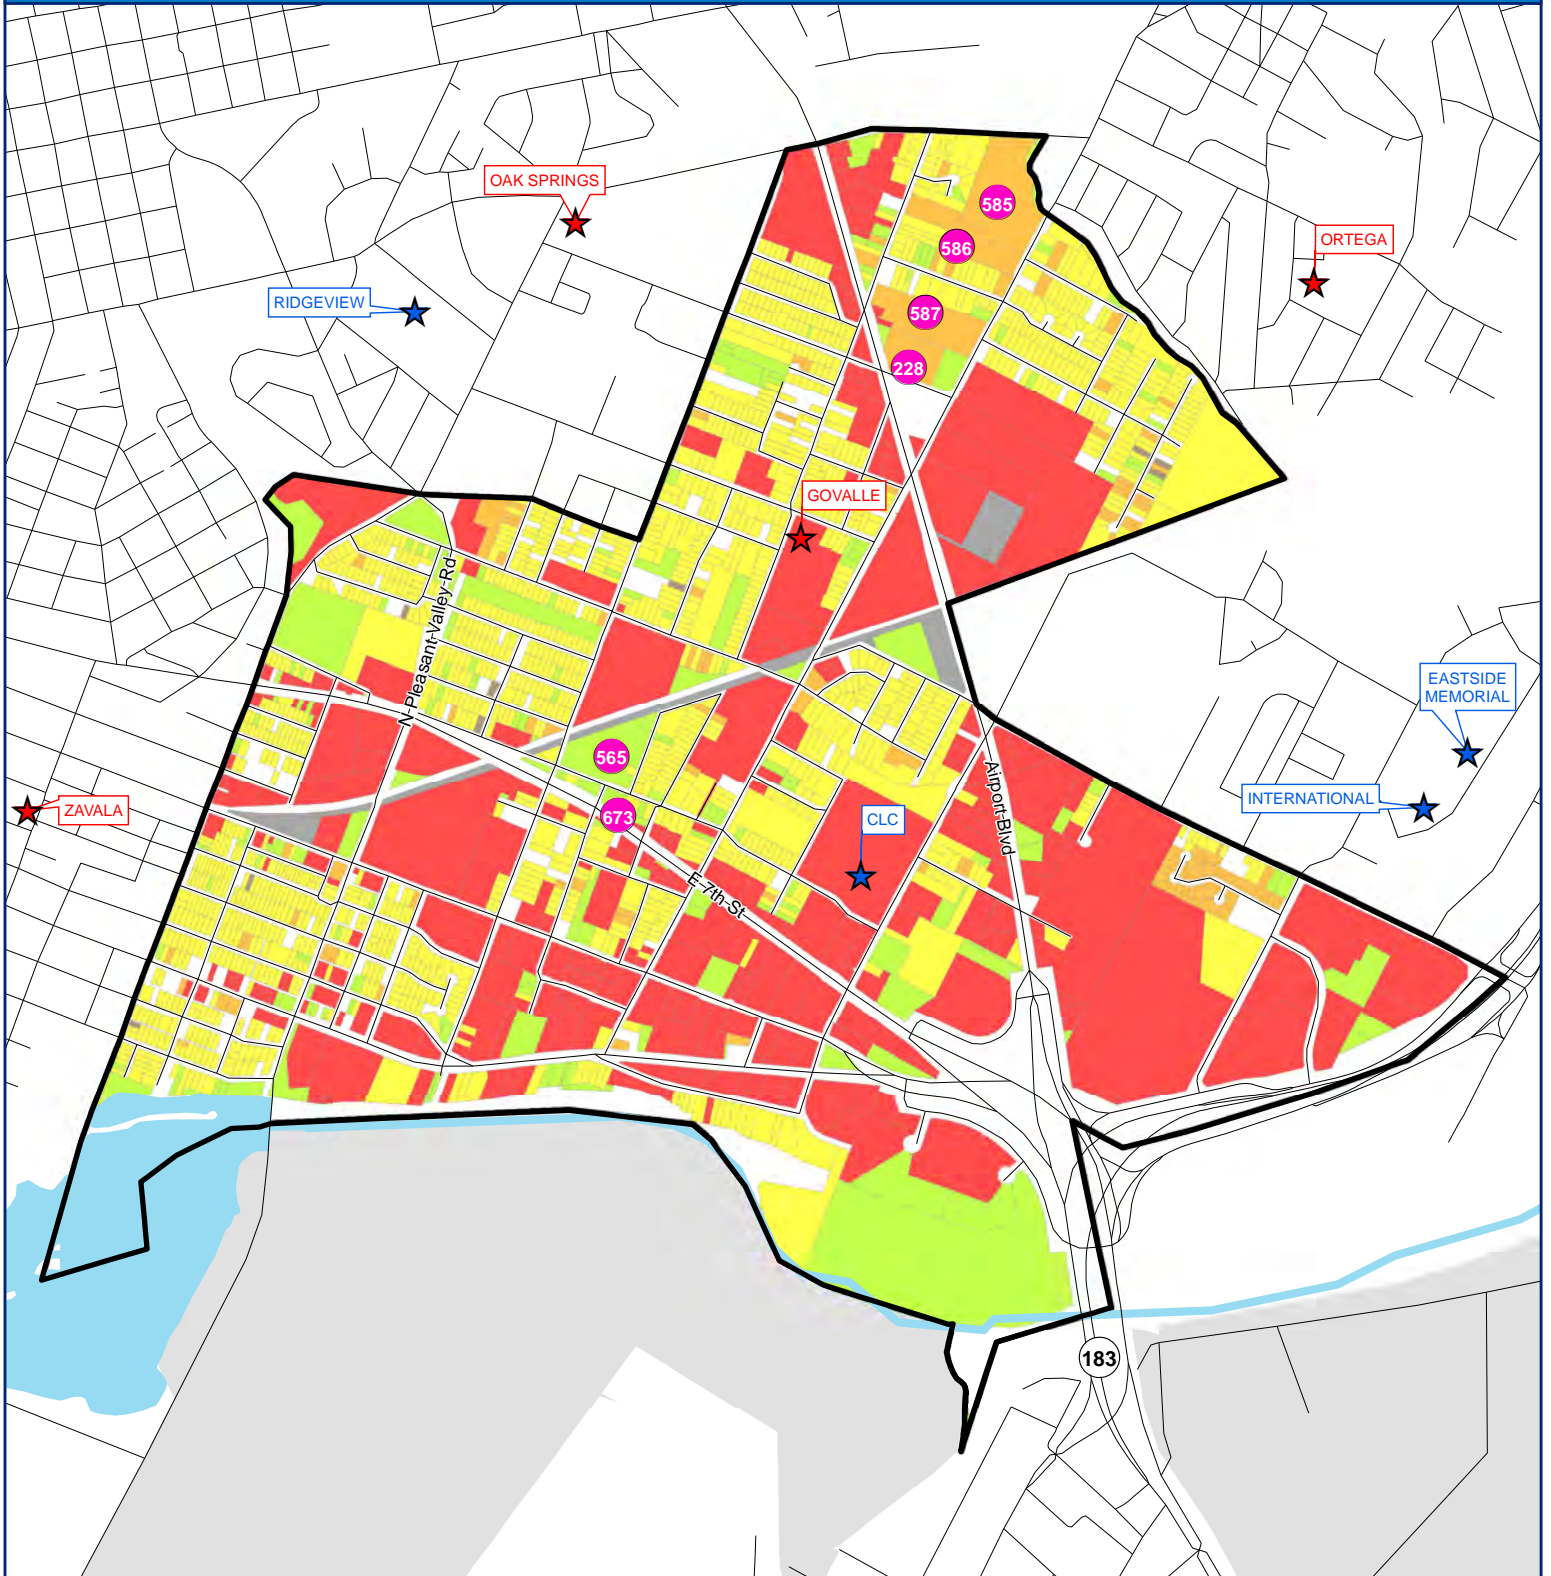 OAK SPRINGS
585
ORTEGA
586
RIDGEVIEW
587
228
GOVALLE
N Pleasant Valley Rd
EASTSIDE
MEMORIAL
565
Airport Blvd
INTERNATIONAL
ZAVALA
673
CLC
E 7th St
183